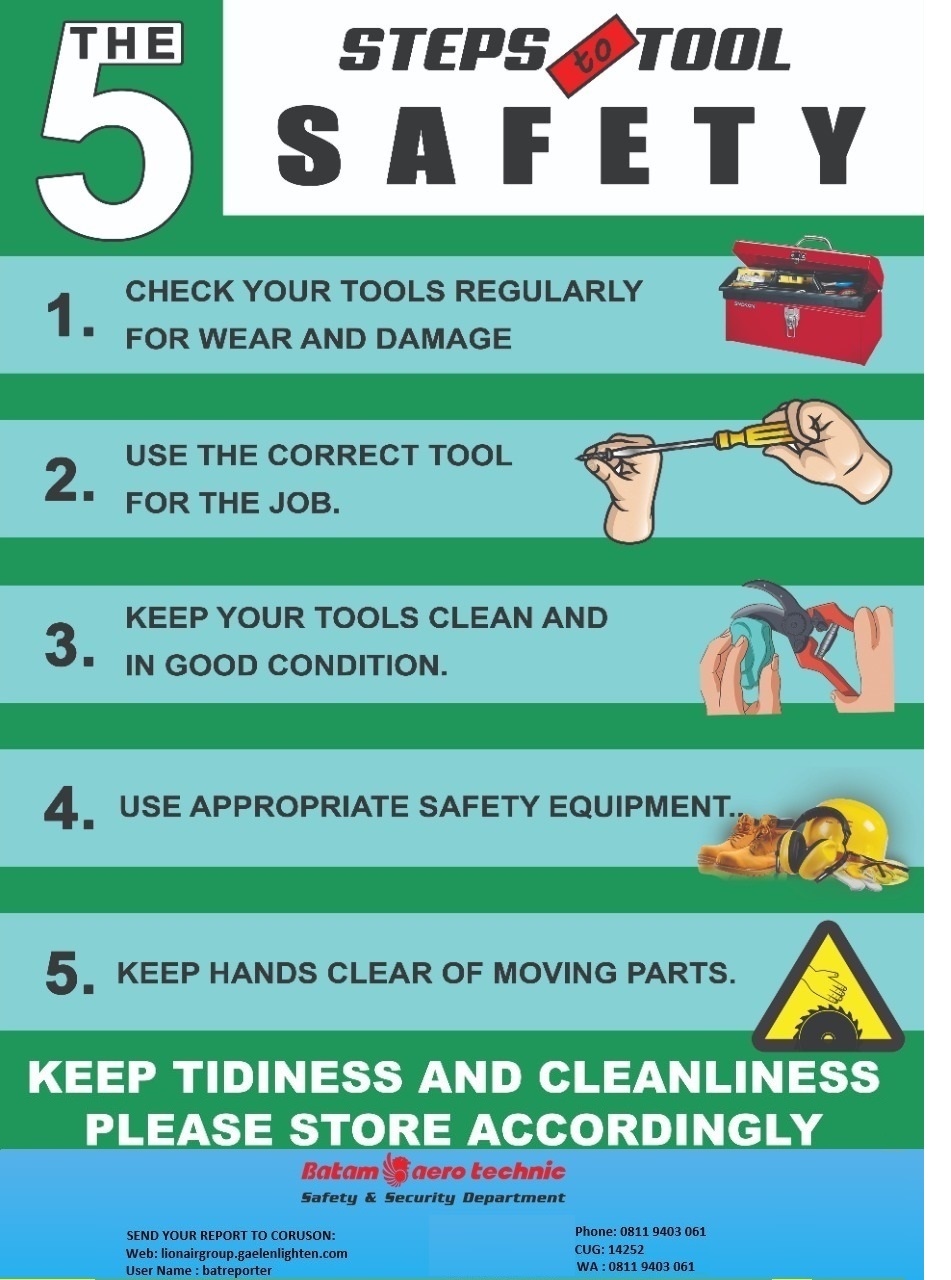 THE
5
STEPS to TOOL
SAFETY
1.
CHECK YOUR TOOLS REGULARLY
FOR WEAR AND DAMAGE
2.
USE THE CORRECT TOOL
FOR THE JOB.
3.
KEEP YOUR TOOLS CLEAN AND
IN GOOD CONDITION.
4. USE APPROPRIATE SAFETY EQUIPMENT..
5. KEEP HANDS CLEAR OF MOVING PARTS.
KEEP TIDINESS AND CLEANLINESS
PLEASE STORE ACCORDINGLY
Batam aero technic
Safety & Security Department
SEND YOUR REPORT TO CORUSON:
Web: lionairgroup.gaelenlighten.com
User Name : batreporter
Phone: 0811 9403 061
CUG: 14252
WA : 0811 9403 061